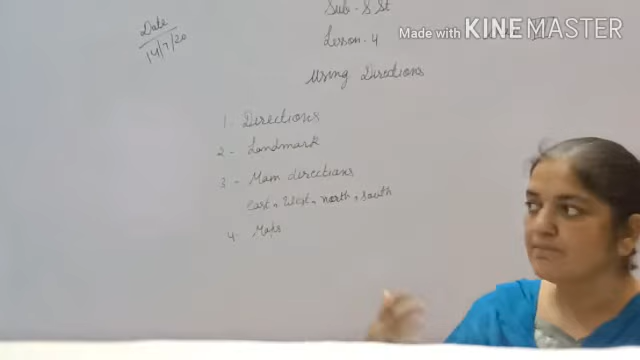 Sub - S St
Date
14/7/20
Lesson - 4
Made with KINEMASTER
Using Directions
1 - Directions
2 - Landmark
3 - Main directions
east, West, north, South
4. Maps